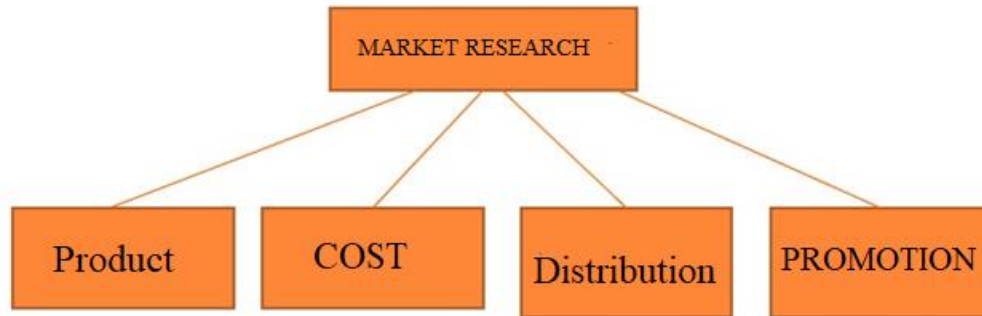 MARKET RESEARCH
Product
COST
Distribution
PROMOTION